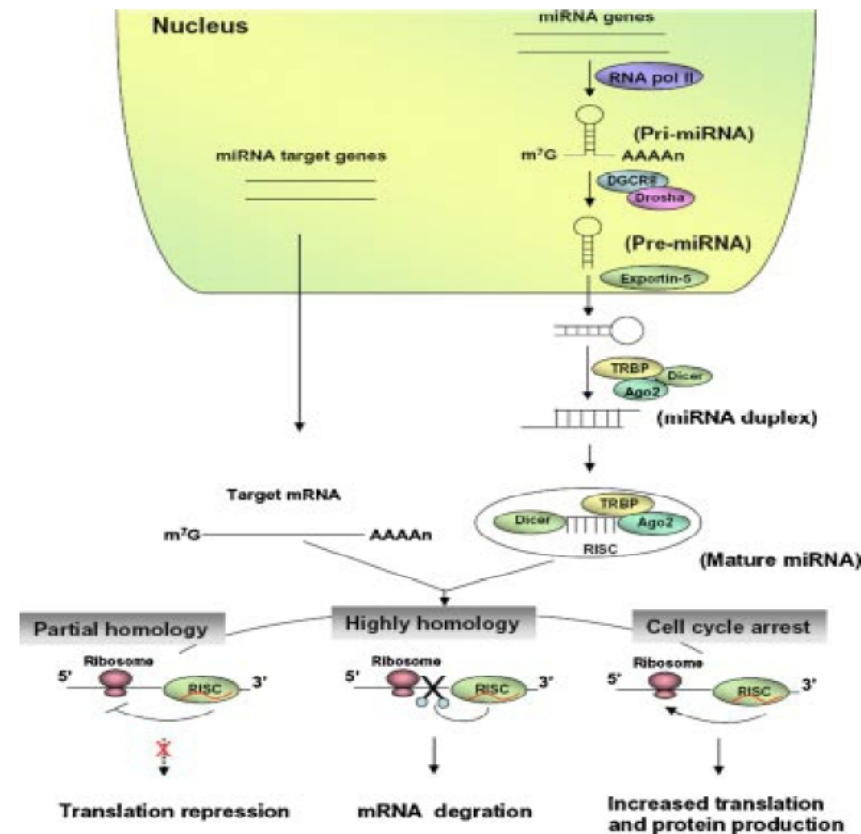 Nucleus
miRNA genes
RNA pol II
(Pri-miRNA)
m⁷G
AAAAn
miRNA target genes
DGCR8
Drosha
(Pre-miRNA)
Exportin-5
TRBP
Dicer
Ago2
(miRNA duplex)
Target mRNA
m⁷G
AAAAn
TRBP
Dicer
Ago2
RISC
(Mature miRNA)
Partial homology
Highly homology
Cell cycle arrest
5'
Ribosome
RISC
3'
5'
Ribosome
RISC
3'
5'
Ribosome
RISC
3'
Translation repression
mRNA degration
Increased translation
and protein production